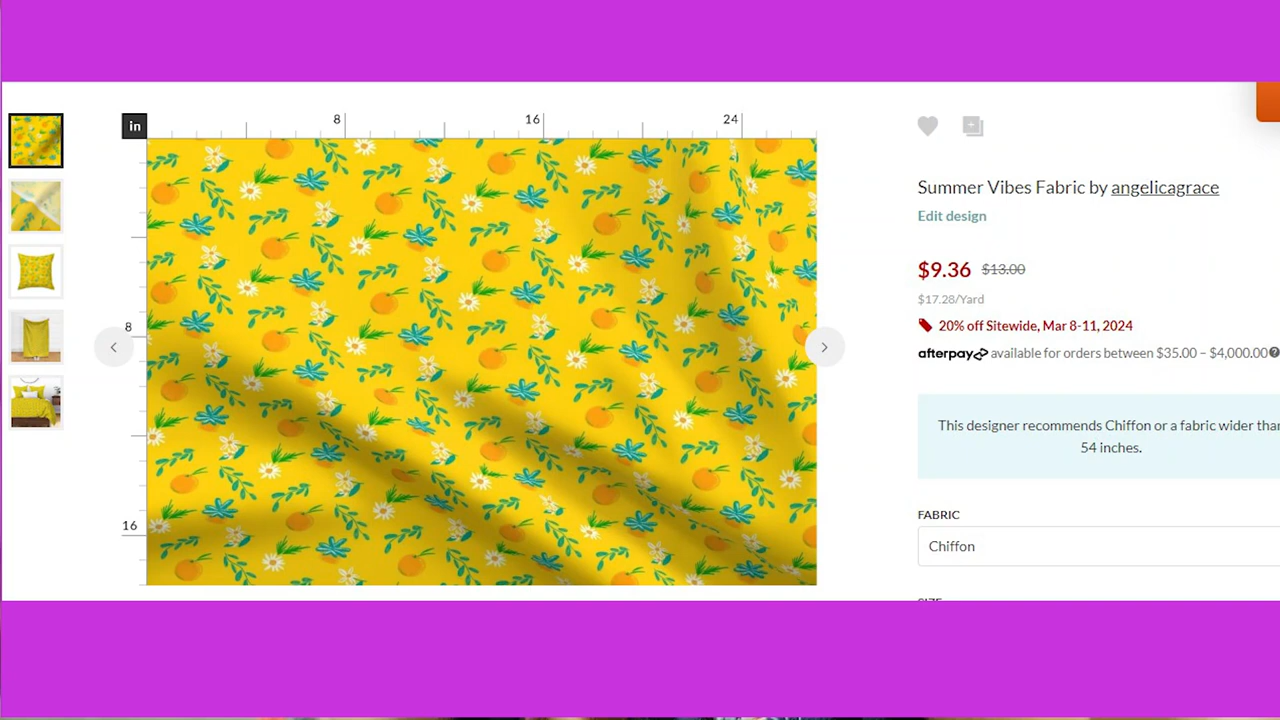 in
8
16
24
8
16
Summer Vibes Fabric by angelicagrace
Edit design
$9.36 $13.00
$17.28/Yard
20% off Sitewide, Mar 8-11, 2024
afterpay available for orders between $35.00 – $4,000.00
This designer recommends Chiffon or a fabric wider than
54 inches.
FABRIC
Chiffon
SIZE